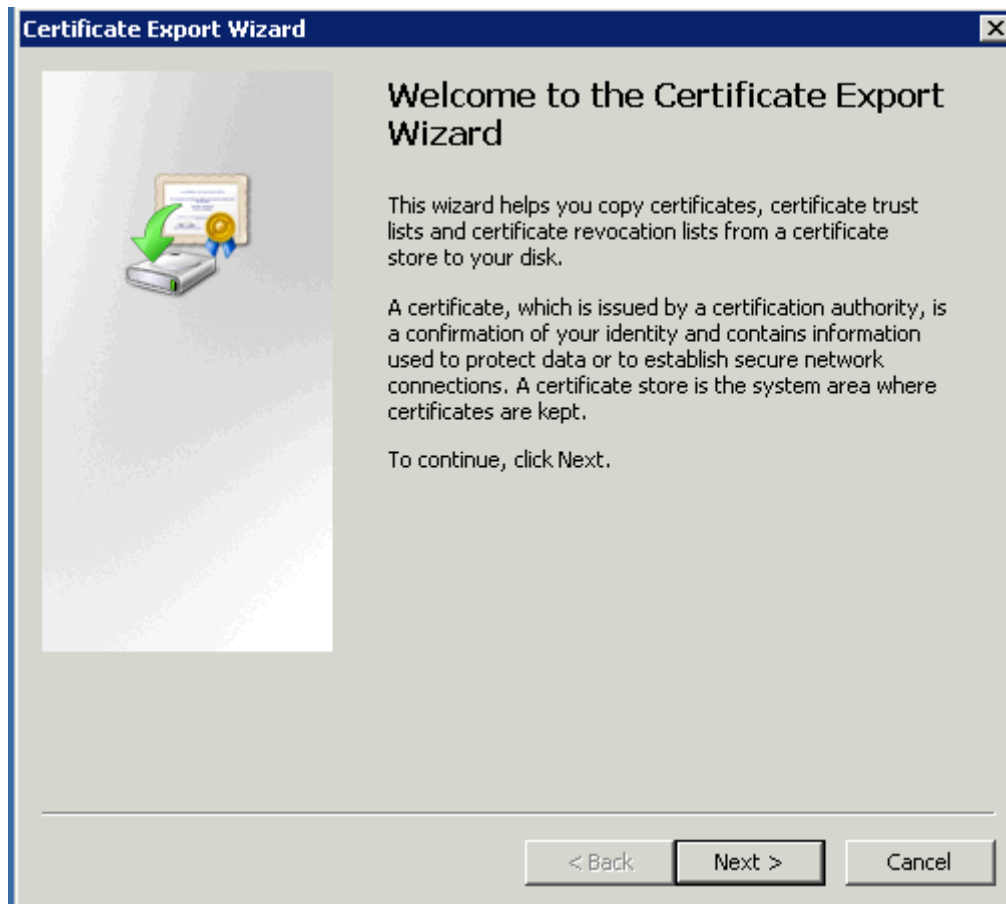 Certificate Export Wizard
Welcome to the Certificate Export
Wizard
This wizard helps you copy certificates, certificate trust
lists and certificate revocation lists from a certificate
store to your disk.
A certificate, which is issued by a certification authority, is
a confirmation of your identity and contains information
used to protect data or to establish secure network
connections. A certificate store is the system area where
certificates are kept.
To continue, click Next.
< Back
Next >
Cancel